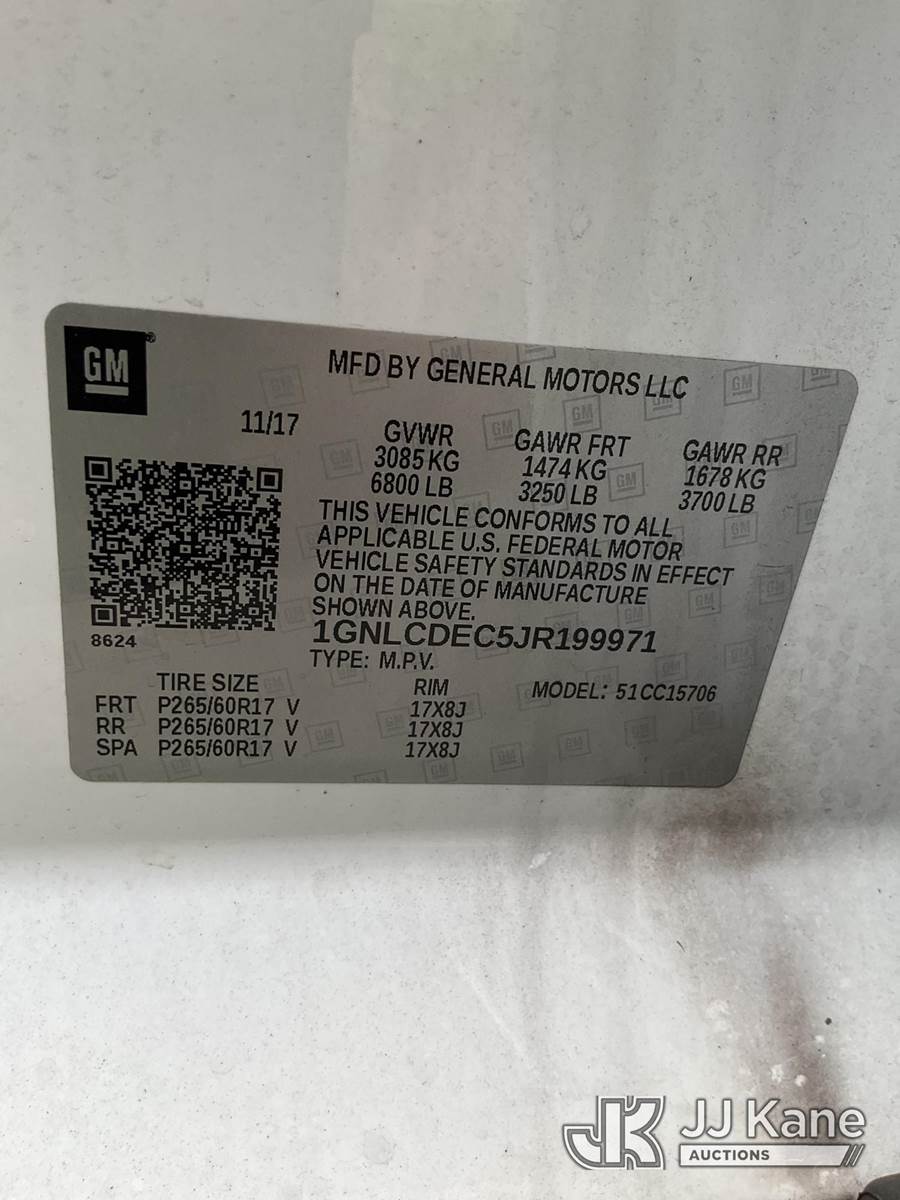 GM
MFD BY GENERAL MOTORS LLC
11/17
GVWR GAWR FRT GAWR RR
3085 KG 1474 KG 1678 KG
6800 LB 3250 LB 3700 LB
THIS VEHICLE CONFORMS TO ALL
APPLICABLE U.S. FEDERAL MOTOR
VEHICLE SAFETY STANDARDS IN EFFECT
ON THE DATE OF MANUFACTURE
SHOWN ABOVE.
8624
1GNLCDEC5JR199971
TYPE: M.P.V.
TIRE SIZE RIM MODEL: 51CC15706
FRT P265/60R17 V 17X8J
RR P265/60R17 V 17X8J
SPA P265/60R17 V 17X8J
JK JJ Kane
AUCTIONS